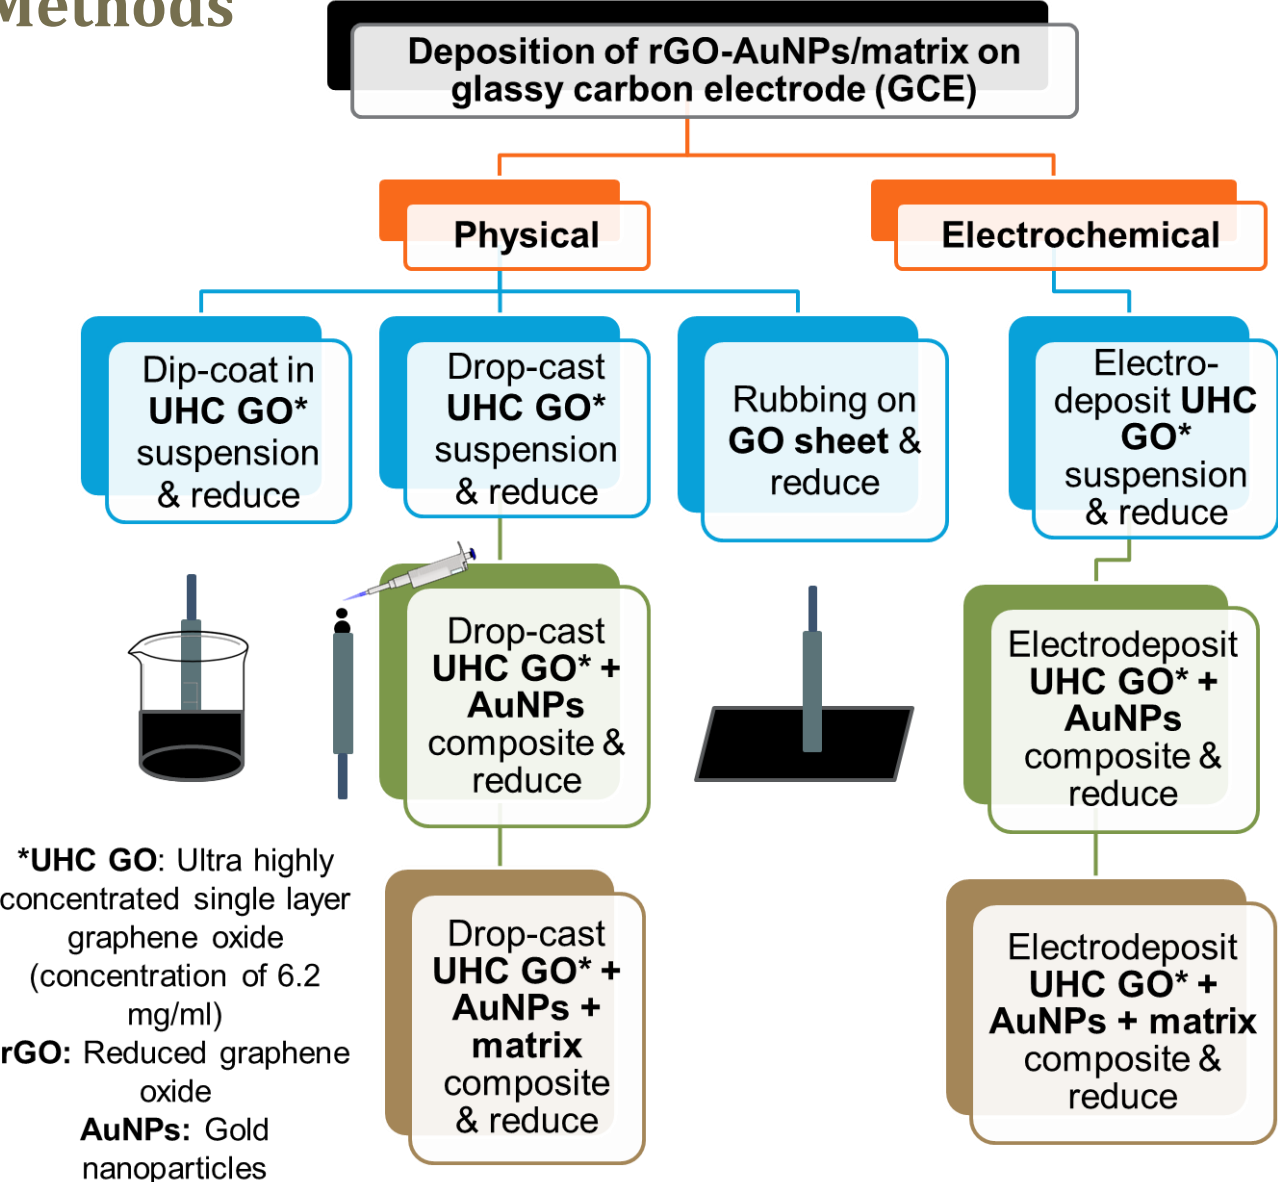 Methods
Deposition of rGO-AuNPs/matrix on
glassy carbon electrode (GCE)
Physical
Electrochemical
Dip-coat in
UHC GO*
suspension
& reduce
Drop-cast
UHC GO*
suspension
& reduce
Rubbing on
GO sheet &
reduce
Electro-
deposit UHC
GO*
suspension
& reduce
Drop-cast
UHC GO* +
AuNPs
composite &
reduce
Electrodeposit
UHC GO* +
AuNPs
composite &
reduce
Drop-cast
UHC GO* +
AuNPs +
matrix
composite
& reduce
Electrodeposit
UHC GO* +
AuNPs + matrix
composite &
reduce
*UHC GO: Ultra highly
concentrated single layer
graphene oxide
(concentration of 6.2
mg/ml)
rGO: Reduced graphene
oxide
AuNPs: Gold
nanoparticles